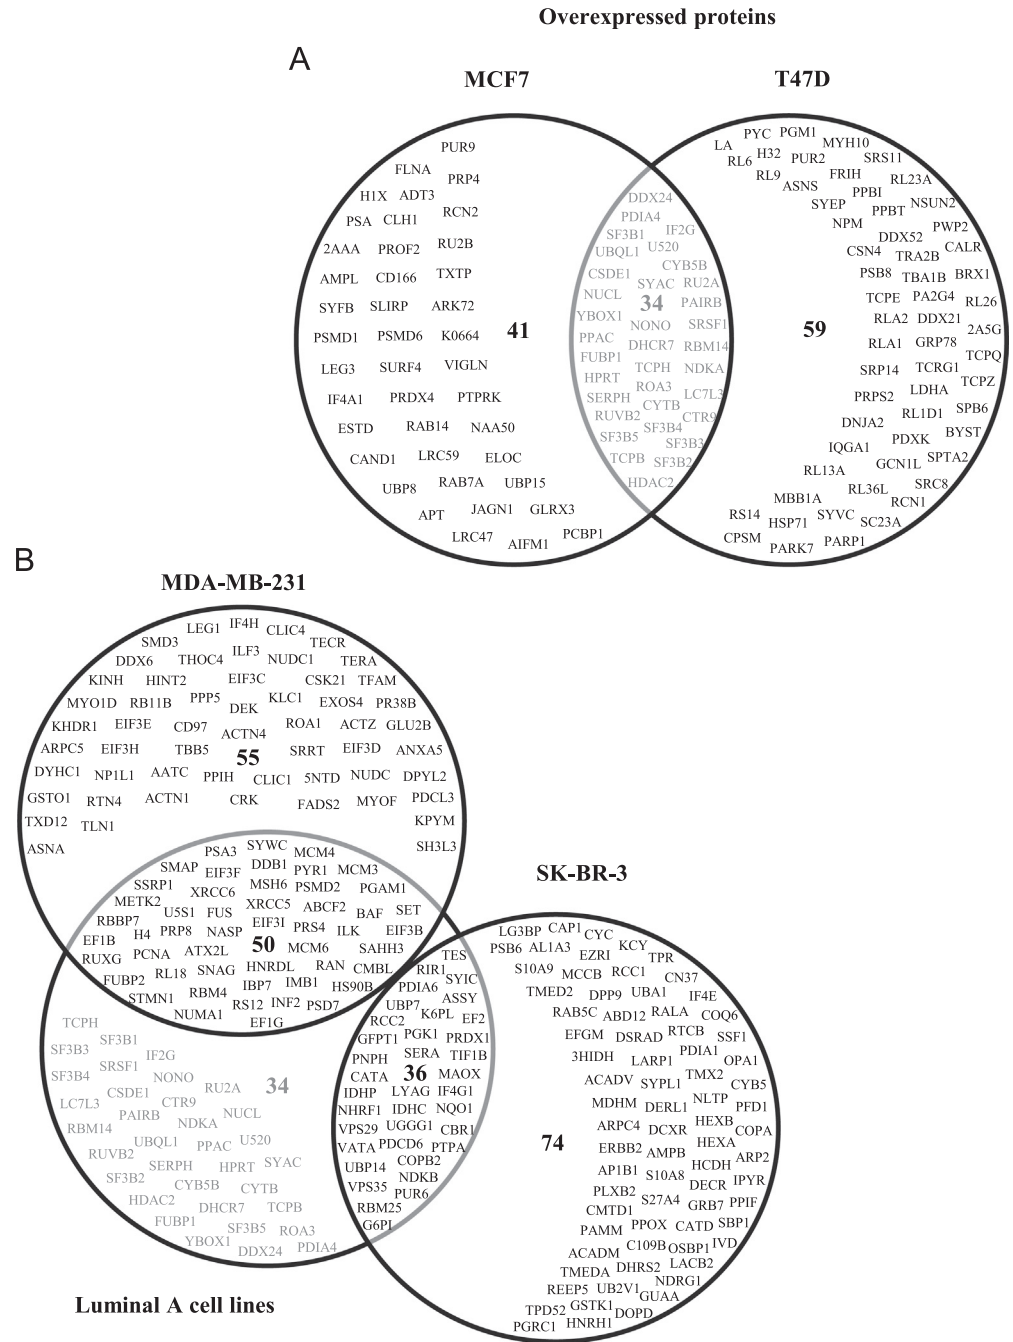 Overexpressed proteins
A
MCF7
T47D
PUR9
FLNA
PRP4
H1X ADT3
RCN2
PSA CLH1
2AAA PROF2 RU2B
AMPL CD166 TXTP
SYFB SLIRP ARK72
PSMD1 PSMD6 K0664
41
LEG3 SURF4 VIGLN
IF4A1 PRDX4 PTPRK
ESTD RAB14 NAA50
CAND1 LRC59 ELOC
UBP8 RAB7A UBP15
APT JAGN1 GLRX3
LRC47 AIFM1 PCBP1
DDX24
PDIA4
SF3B1 IF2G
UBQL1 U520
CYB5B
CSDE1 SYAC RU2A
NUCL 34 PAIRB
YBOX1 NONO SRSF1
PPAC DHCR7 RBM14
FUBP1 TCPH NDKA
HPRT ROA3
SERPH LC7L3
RUVB2 CYTB CTR9
SF3B5 SF3B4
SF3B3
TCPB SF3B2
HDAC2
LA PYC PGM1 MYH10
RL6 H32 PUR2 SRS11
RL9 ASNS FRIH RL23A
SYEP PPBI NSUN2
NPM PPBT PWP2
CSN4 DDX52 CALR
TRA2B
PSB8 TBA1B BRX1
TCPE PA2G4 RL26
RLA2 DDX21 2A5G
59
RLA1 GRP78 TCPQ
SRP14 TCRG1 TCPZ
PRPS2 LDHA SPB6
DNJA2 RL1D1 BYST
IQGA1 PDXK SPTA2
RL13A GCN1L SRC8
MBB1A RL36L RCN1
RS14 HSP71 SYVC SC23A
CPSM PARK7 PARP1
B
MDA-MB-231
LEG1 IF4H CLIC4
SMD3 TECR
DDX6 THOC4 ILF3 NUDC1 TERA
KINH HINT2 EIF3C CSK21 TFAM
MYO1D RB11B PPP5 DEK KLC1 EXOS4 PR38B
KHDR1 EIF3E CD97 ACTN4 ROA1 ACTZ GLU2B
ARPC5 EIF3H TBB5 55 SRRT EIF3D ANXA5
DYHC1 NP1L1 AATC PPIH CLIC1 5NTD NUDC DPYL2
GSTO1 RTN4 ACTN1 CRK FADS2 MYOF PDCL3
TXD12 TLN1 KPYM
ASNA SH3L3
SYWC
PSA3 MCM4
SMAP EIF3F DDB1 PYR1 MCM3
SSRP1 XRCC6 MSH6 PSMD2 PGAM1
METK2 U5S1 FUS XRCC5 ABCF2 BAF SET
RBBP7 PRP8 NASP EIF3I PRS4 ILK EIF3B
EF1B H4 50
RUXG PCNA ATX2L MCM6 SAHH3
FUBP2 RL18 SNAG HNRDL RAN CMBL
STMN1 RBM4 IBP7 IMB1 HS90B
NUMA1 RS12 INF2 PSD7
EF1G
TES
RIR1
PDIA6 SYIC
UBP7 ASSY
RCC2 K6PL EF2
GFPT1 PGK1 PRDX1
PNPH SERA TIF1B
CATA 36 MAOX
IDHP LYAG IF4G1
NHRF1 IDHC NQO1
VPS29 UGGG1 CBR1
VATA PDCD6 PTPA
UBP14 COPB2
VPS35 NDKB
PUR6
RBM25
G6PI
TCPH SF3B1
SF3B3 IF2G
SRSF1
SF3B4 NONO RU2A 34
LC7L3 CSDE1 CTR9
PAIRB NUCL
RBM14 NDKA
UBQL1 PPAC U520
RUVB2 SERPH HPRT SYAC
SF3B2 CYB5B CYTB
HDAC2 DHCR7 TCPB
FUBP1 SF3B5 ROA3
YBOX1 DDX24 PDIA4
Luminal A cell lines
SK-BR-3
LG3BP CAP1 CYC
PSB6 AL1A3 EZRI KCY TPR
S10A9 MCCB RCC1 CN37
TMED2 DPP9 UBA1 IF4E
RAB5C ABD12 RALA COQ6
EFGM DSRAD RTCB SSF1
3HIDH LARP1 PDIA1 OPA1
ACADV SYPL1 TMX2 CYB5
MDHM DERL1 NLTP PFD1
ARPC4 DCXR HEXB COPA
74
ERBB2 AMPB HEXA ARP2
AP1B1 S10A8 HCDH IPYR
PLXB2 S27A4 DECR
CMTD1 GRB7 PPIF
PAMM PPOX CATD SBP1
ACADM C109B OSBP1 IVD
TMEDA DHRS2 LACB2
REEP5 UB2V1 NDRG1
GSTK1 GUAA
TPD52 DOPD
PGRC1 HNRH1